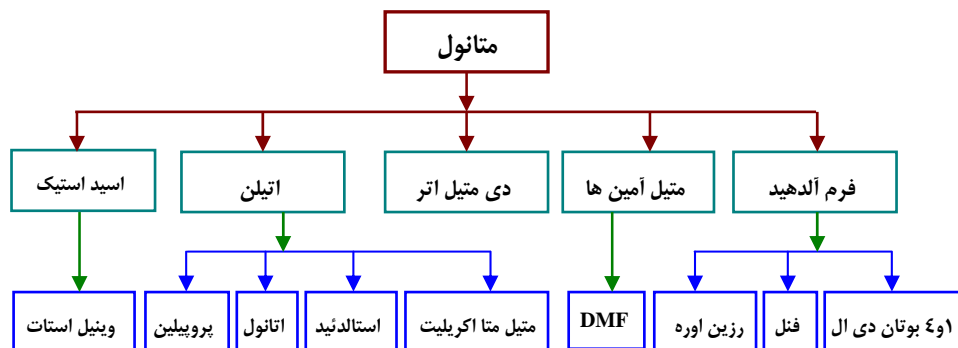 متانول
فرم آلدهید
متیل آمین ها
دی متیل اتر
اتیلن
اسید استیک
۱و٤ بوتان دی ال
فنل
رزین اوره
DMF
متیل متا اکریلیت
استالدئید
اتانول
پروپیلین
وینیل استات